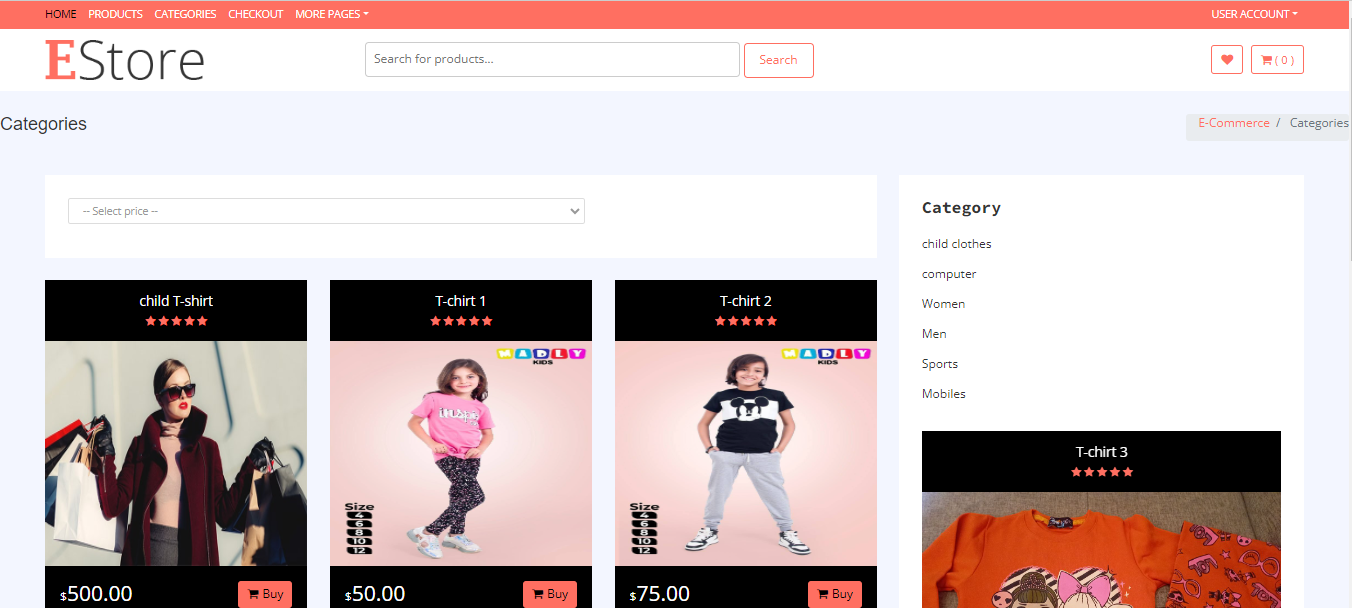 HOME PRODUCTS CATEGORIES CHECKOUT MORE PAGES USER ACCOUNT
EStore
Search for products...
Search
( 0 )
Categories
E-Commerce / Categories
-- Select price --
child T-shirt
$500.00
Buy
T-chirt 1
MADLY
KIDS
Size
4
6
8
10
12
$50.00
Buy
T-chirt 2
MADLY
KIDS
Size
4
6
8
10
12
$75.00
Buy
Category
child clothes
computer
Women
Men
Sports
Mobiles
T-chirt 3